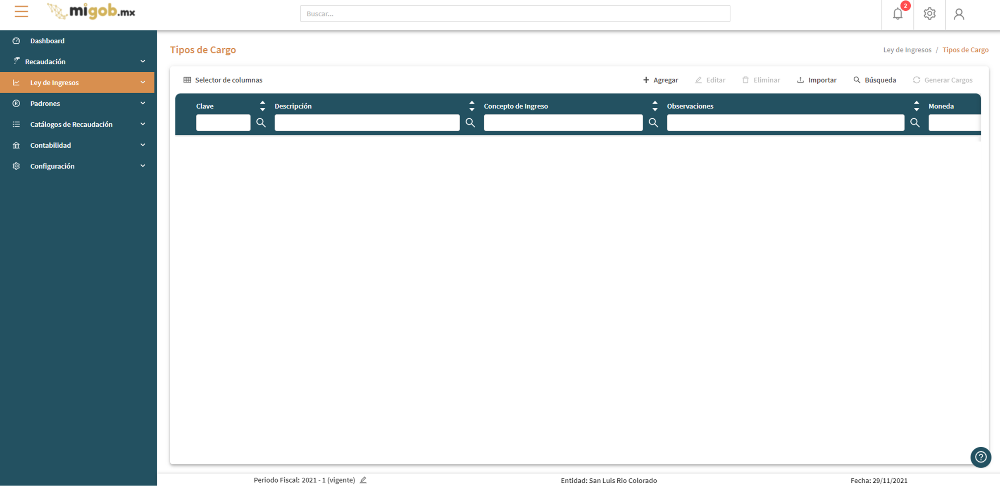 migob.mx
Buscar...
2
Dashboard
Recaudación
Ley de Ingresos
Padrones
Catálogos de Recaudación
Contabilidad
Configuración
Tipos de Cargo
Ley de Ingresos / Tipos de Cargo
Selector de columnas
Agregar Editar Eliminar Importar Búsqueda Generar Cargos
Clave Descripción Concepto de Ingreso Observaciones Moneda
Periodo Fiscal: 2021 - 1 (vigente) Entidad: San Luis Rio Colorado Fecha: 29/11/2021